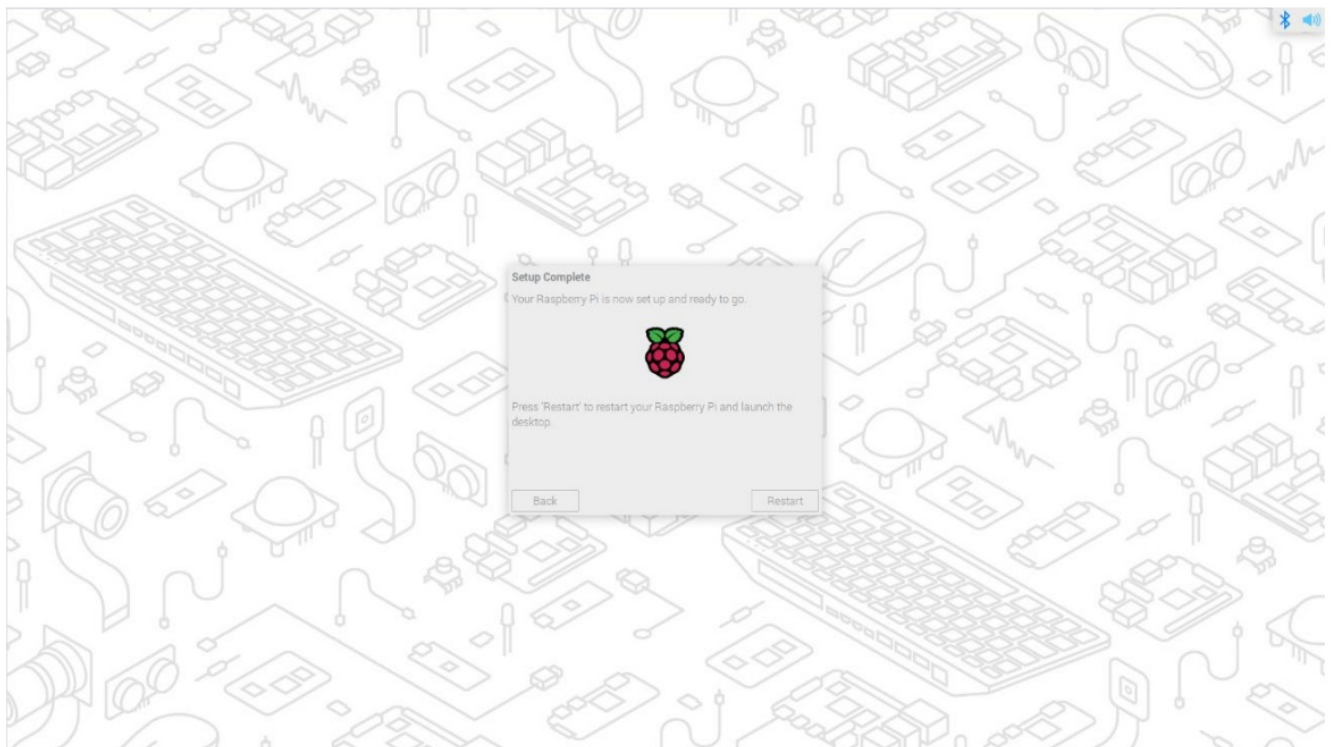 Setup Complete
Your Raspberry Pi is now set up and ready to go.
Press 'Restart' to restart your Raspberry Pi and launch the
desktop.
Back
Restart